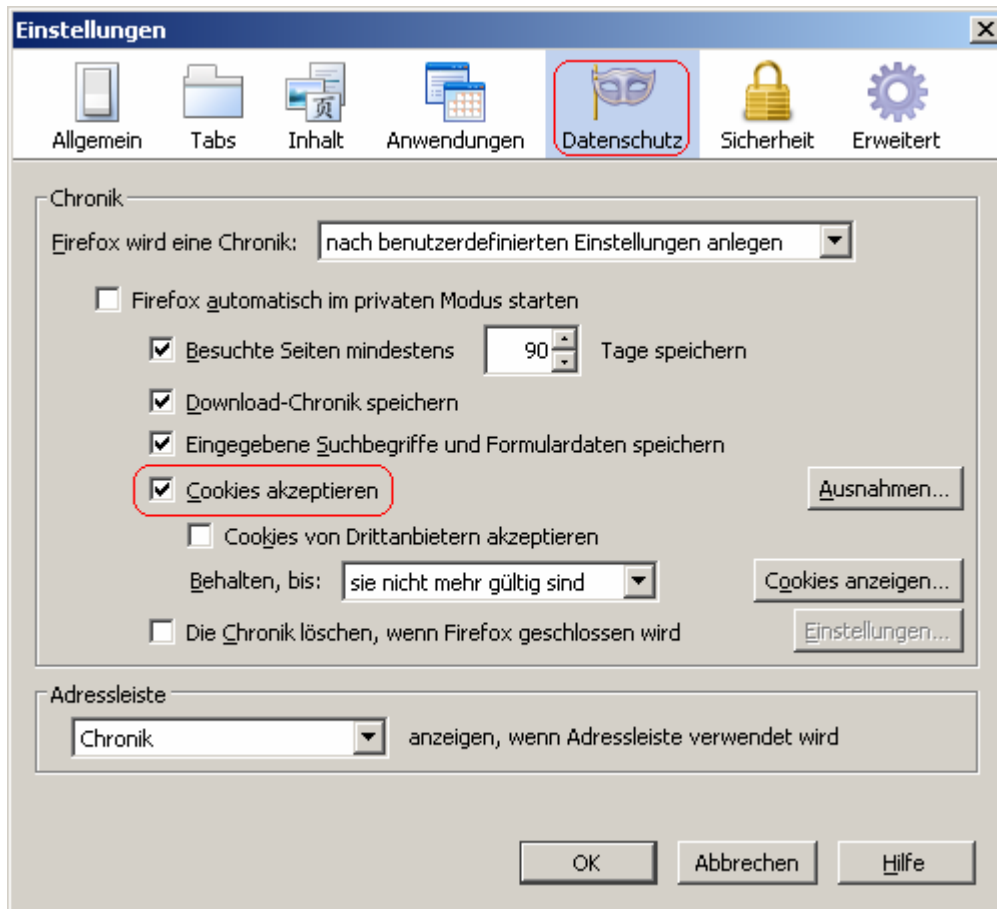 Einstellungen
Allgemein Tabs Inhalt Anwendungen Datenschutz Sicherheit Erweitert
Chronik
Firefox wird eine Chronik: nach benutzerdefinierten Einstellungen anlegen
Firefox automatisch im privaten Modus starten
Besuchte Seiten mindestens 90 Tage speichern
Download-Chronik speichern
Eingegebene Suchbegriffe und Formulardaten speichern
Cookies akzeptieren Ausnahmen...
Cookies von Drittanbietern akzeptieren
Behalten, bis: sie nicht mehr gültig sind Cookies anzeigen...
Die Chronik löschen, wenn Firefox geschlossen wird Einstellungen...
Adressleiste
Chronik anzeigen, wenn Adressleiste verwendet wird
OK Abbrechen Hilfe